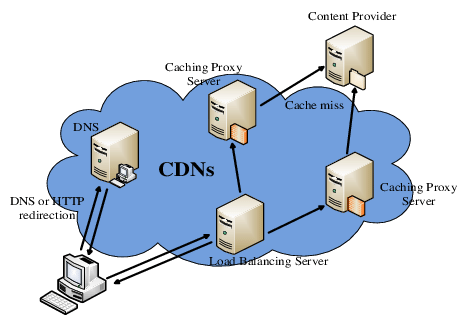 Content Provider
Caching Proxy
Server
Cache miss
DNS
CDNs
Caching Proxy
Server
DNS or HTTP
redirection
Load Balancing Server